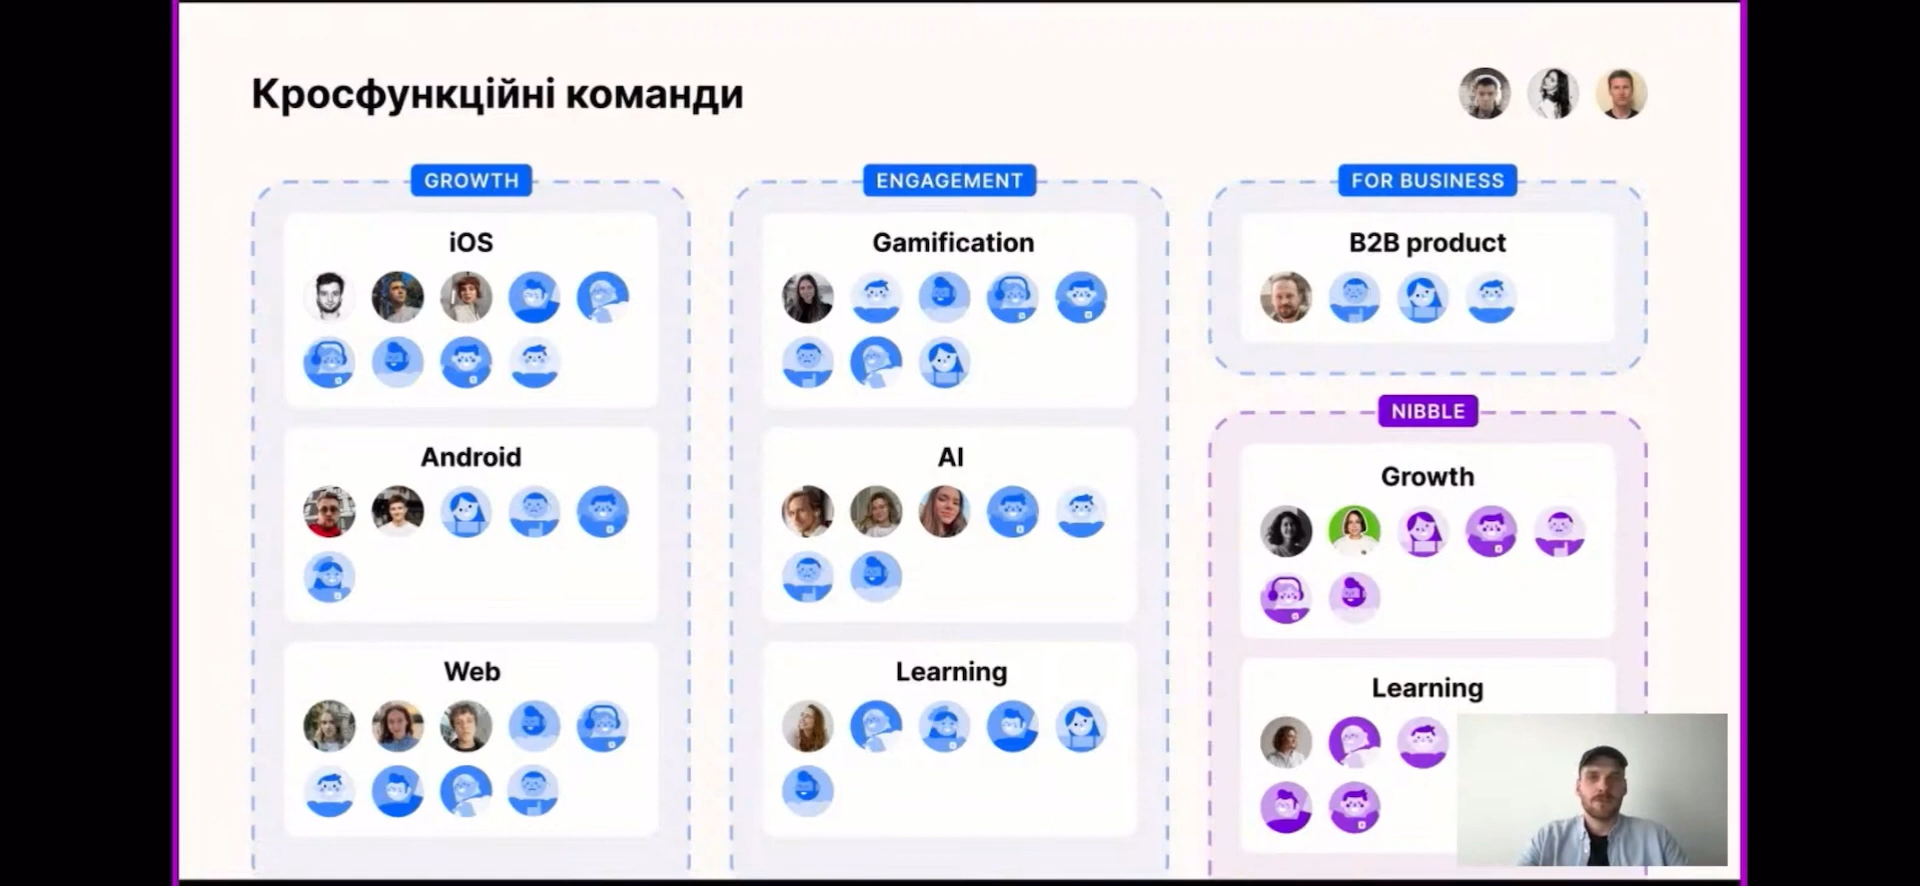 Кросфункційні команди
GROWTH
iOS
Android
Web
ENGAGEMENT
Gamification
AI
Learning
FOR BUSINESS
B2B product
NIBBLE
Growth
Learning